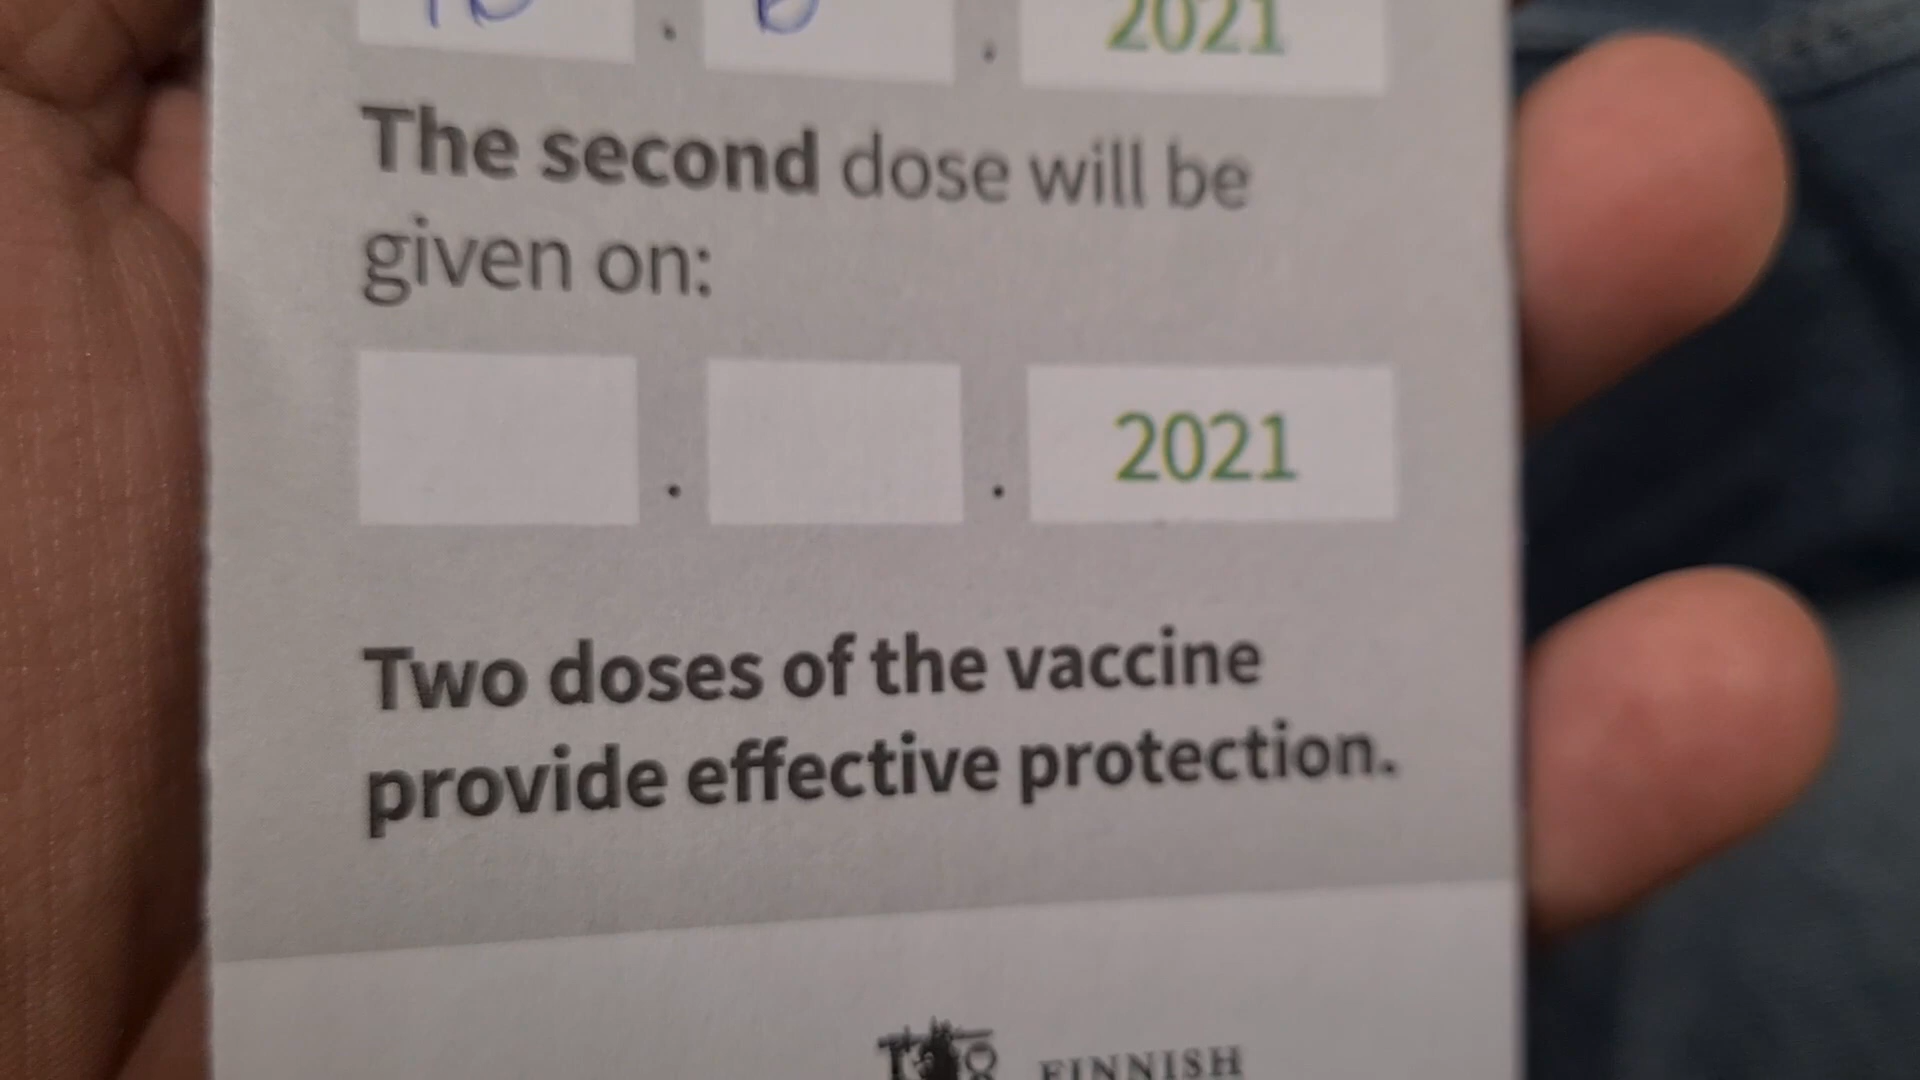 2021
The second dose will be
given on:
. . 2021
Two doses of the vaccine
provide effective protection.
FINNISH